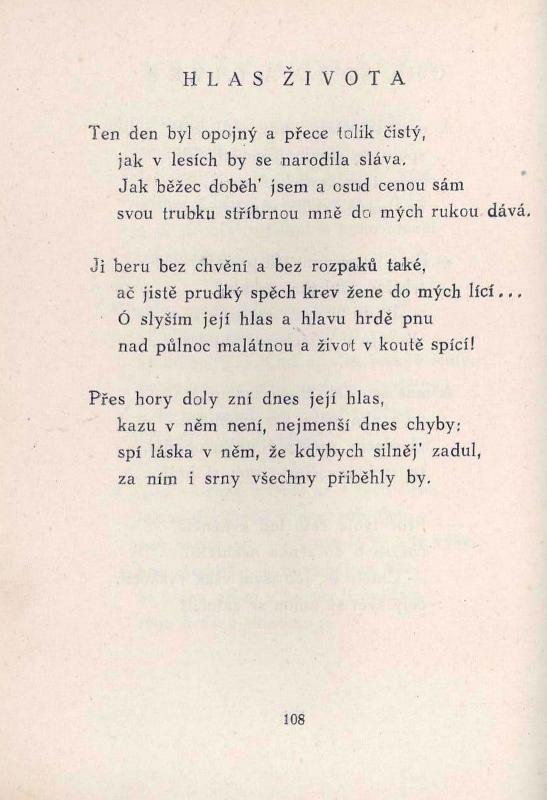 HLAS ŽIVOTA
Ten den byl opojný a přece tolik čistý,
jak v lesích by se narodila sláva.
Jak běžec doběh' jsem a osud cenou sám
svou trubku stříbrnou mně do mých rukou dává.
Ji beru bez chvění a bez rozpaků také,
ač jistě prudký spěch krev žene do mých lící...
Ó slyším její hlas a hlavu hrdě pnu
nad půlnoc malátnou a život v koutě spící!
Přes hory doly zní dnes její hlas,
kazu v něm není, nejmenší dnes chyby:
spí láska v něm, že kdybych silněj' zadul,
za ním i srny všechny přiběhly by.
108